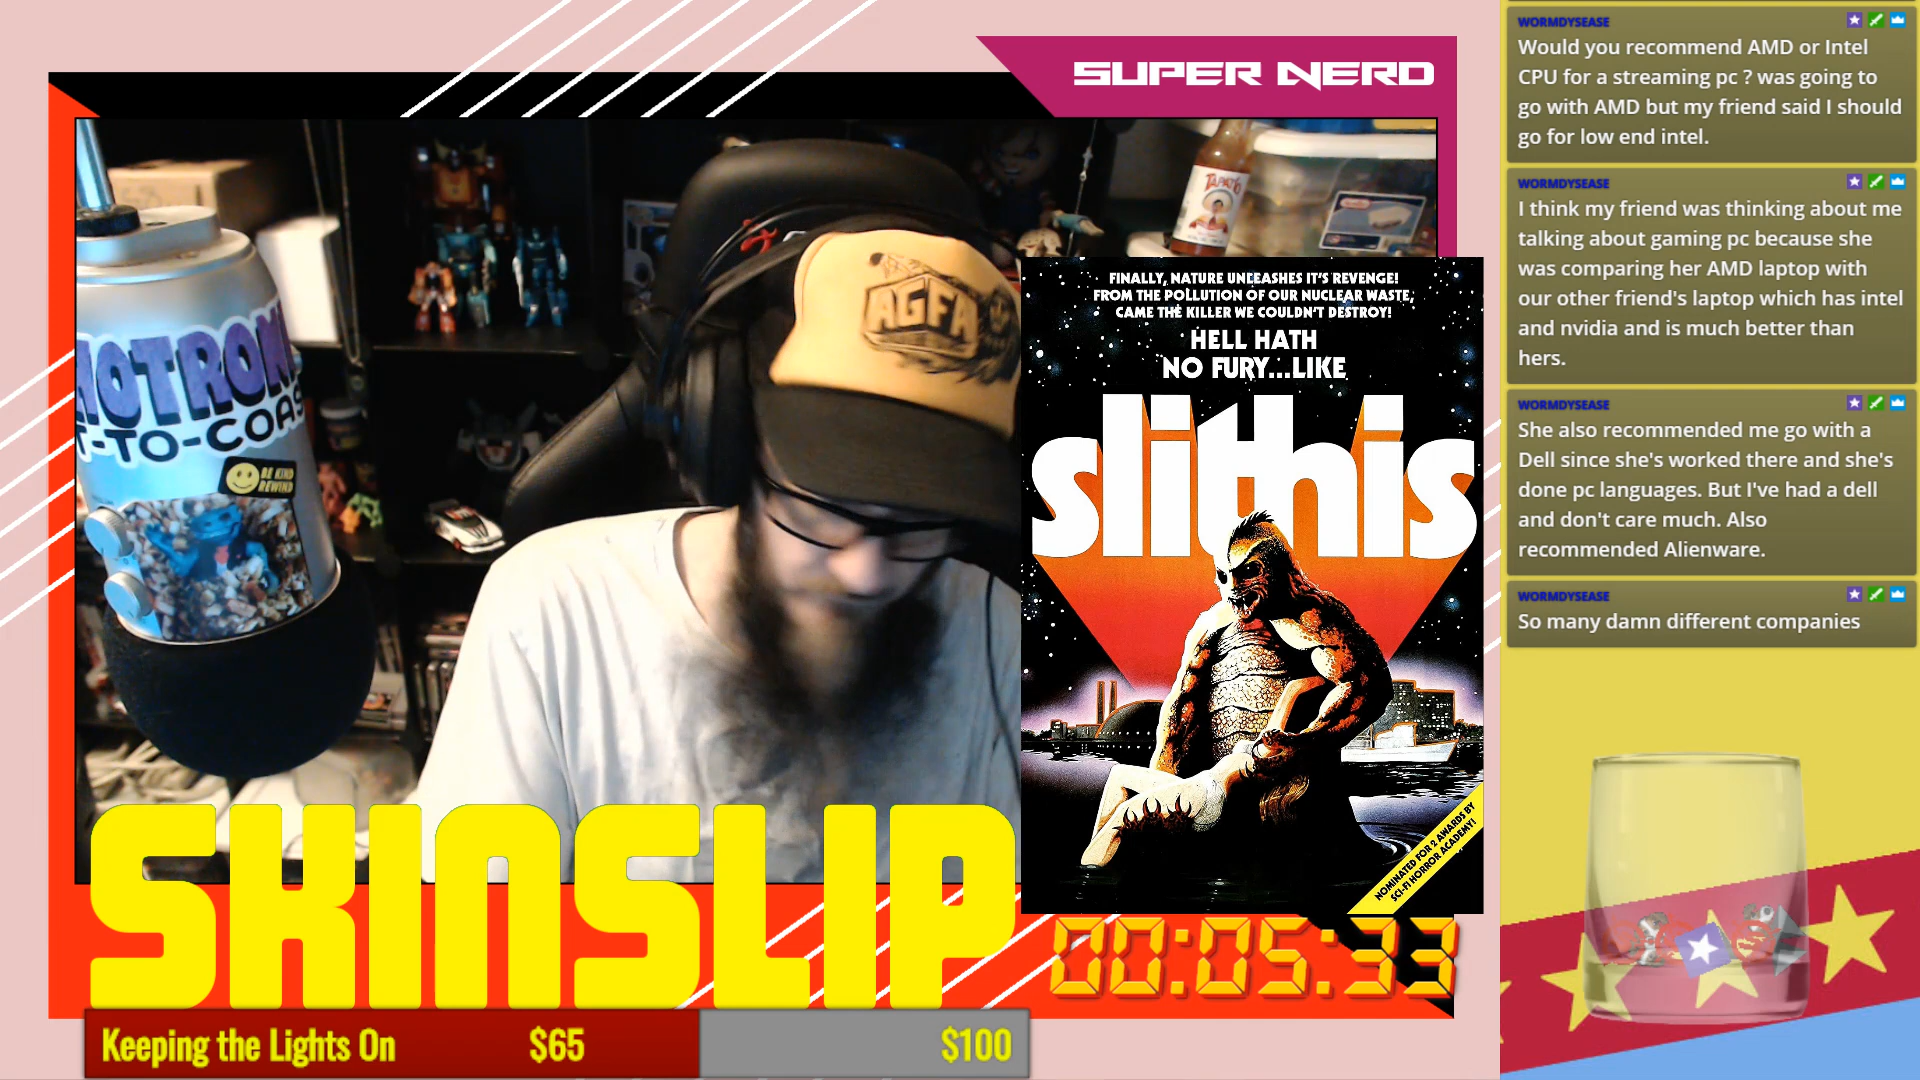 SUPER NERD
TAPATIO
AGFA
OTRON
T-TO-COAS
BE KIND
REWIND
FINALLY, NATURE UNLEASHES IT'S REVENGE!
FROM THE POLLUTION OF OUR NUCLEAR WASTE,
CAME THE KILLER WE COULDN'T DESTROY!
HELL HATH
NO FURY...LIKE
slithis
NOMINATED FOR 2 AWARDS BY
SCI-FI HORROR ACADEMY!
SKINSLIP
00:05:33
Keeping the Lights On $65 $100
WORMDYSEASE
Would you recommend AMD or Intel
CPU for a streaming pc ? was going to
go with AMD but my friend said I should
go for low end intel.
WORMDYSEASE
I think my friend was thinking about me
talking about gaming pc because she
was comparing her AMD laptop with
our other friend's laptop which has intel
and nvidia and is much better than
hers.
WORMDYSEASE
She also recommended me go with a
Dell since she's worked there and she's
done pc languages. But I've had a dell
and don't care much. Also
recommended Alienware.
WORMDYSEASE
So many damn different companies